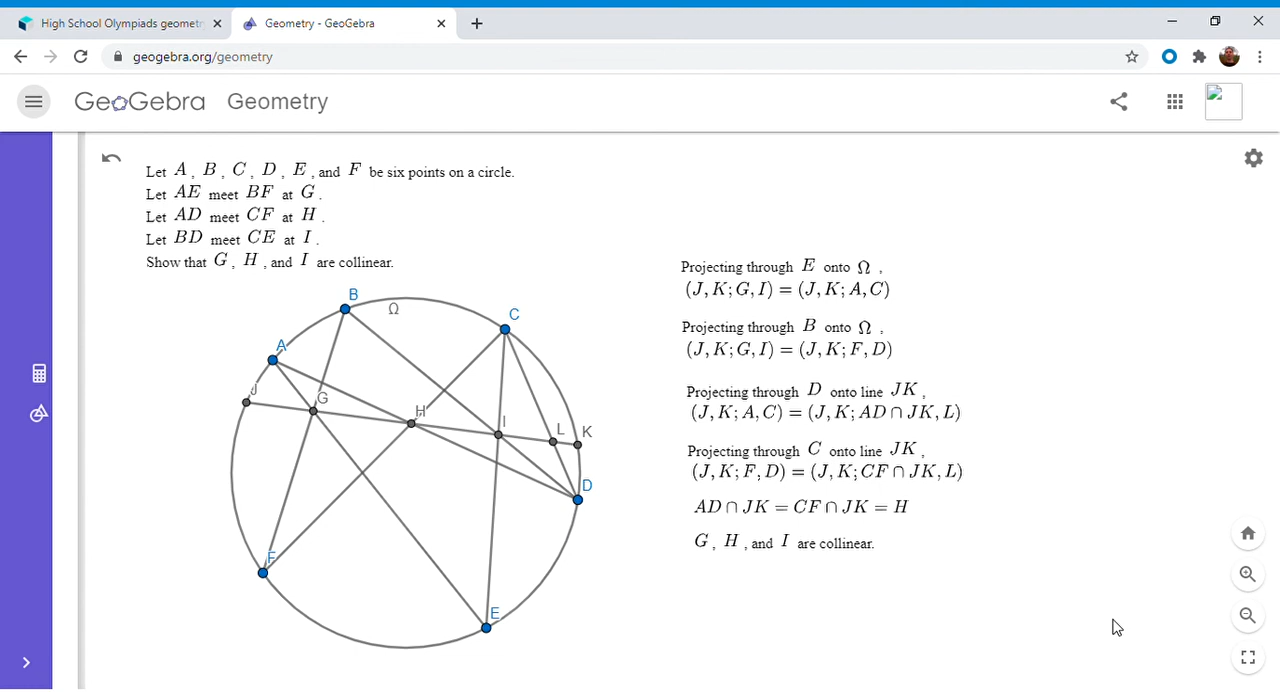 High School Olympiads geometr
Geometry - GeoGebra
geogebra.org/geometry
GeoGebra Geometry
Let A , B , C , D , E , and F be six points on a circle.
Let AE meet BF at G .
Let AD meet CF at H .
Let BD meet CE at I .
Show that G , H , and I are collinear.
Projecting through E onto Ω ,
(J, K; G, I) = (J, K; A, C)
Projecting through B onto Ω ,
(J, K; G, I) = (J, K; F, D)
Projecting through D onto line JK ,
(J, K; A, C) = (J, K; AD ∩ JK, L)
Projecting through C onto line JK ,
(J, K; F, D) = (J, K; CF ∩ JK, L)
AD ∩ JK = CF ∩ JK = H
G , H , and I are collinear.
B
Ω
C
A
J
G
H
I
L
K
D
F
E